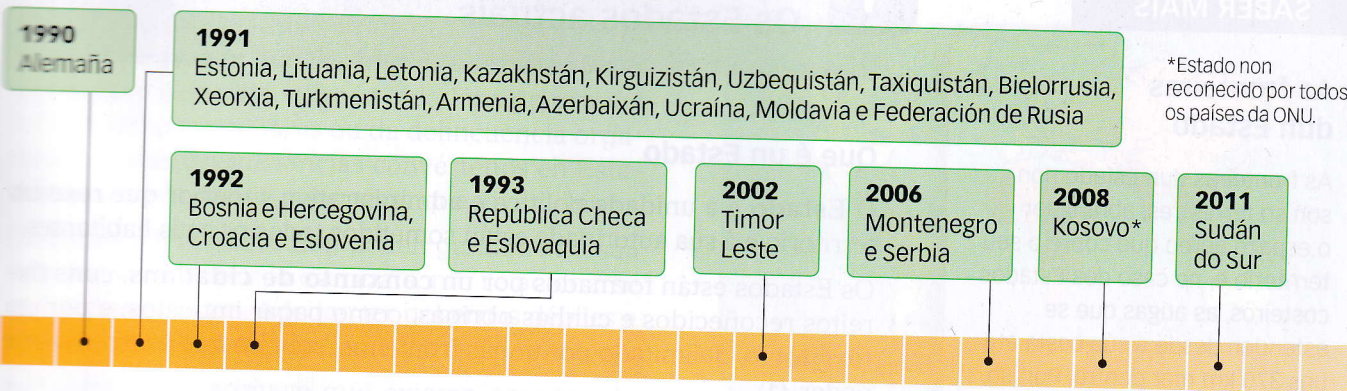 1990
Alemaña
1991
Estonia, Lituania, Letonia, Kazakhstán, Kirguizistán, Uzbequistán, Taxiquistán, Bielorrusia,
Xeorxia, Turkmenistán, Armenia, Azerbaixán, Ucraína, Moldavia e Federación de Rusia
*Estado non
recoñecido por todos
os países da ONU.
1992
Bosnia e Hercegovina,
Croacia e Eslovenia
1993
República Checa
e Eslovaquia
2002
Timor
Leste
2006
Montenegro
e Serbia
2008
Kosovo*
2011
Sudán
do Sur